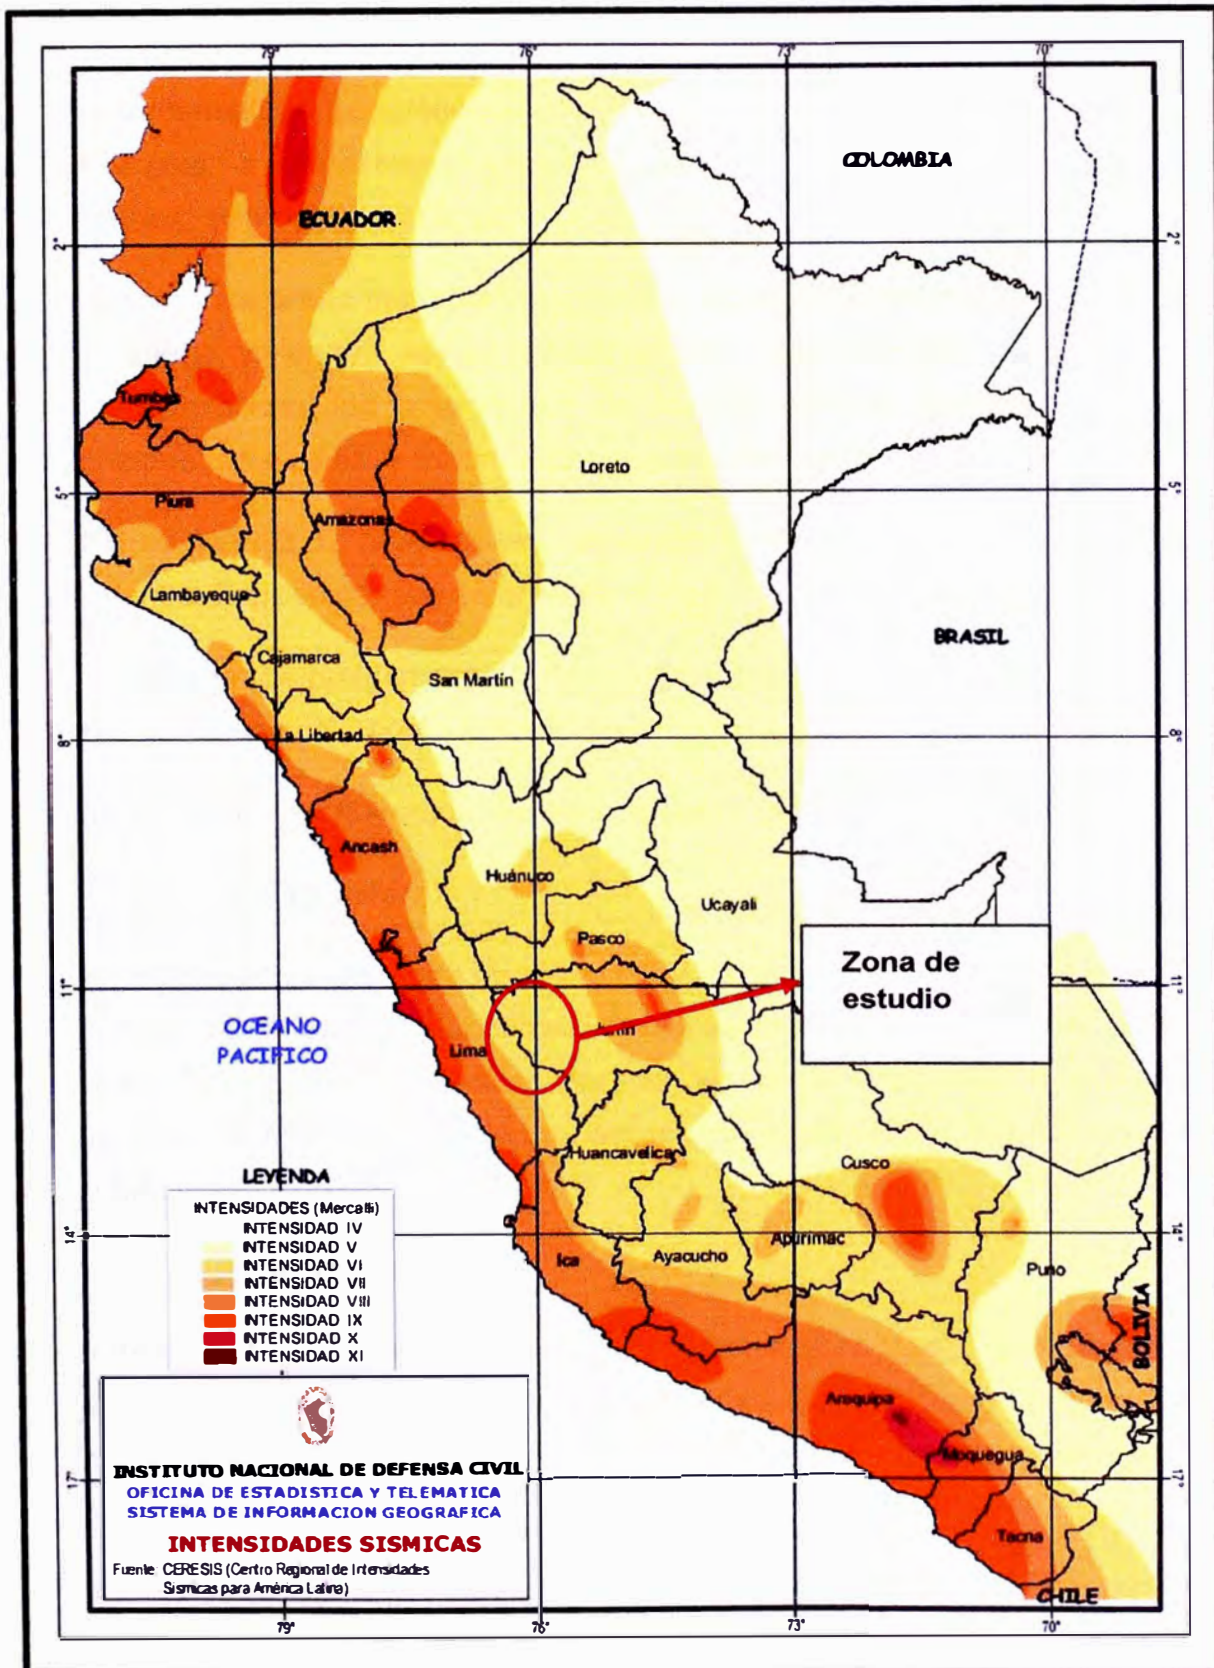 79°
76°
73°
70°
COLOMBIA
ECUADOR
2°
2°
Tumbes
Loreto
5°
Piura
Amazonas
5°
Lambayeque
BRASIL
Cajamarca
San Martín
La Libertad
8°
8°
Ancash
Huánuco
Ucayali
Pasco
Zona de
estudio
11°
11°
OCEANO
PACIFICO
Lima
Junín
Huancavelica
Cusco
LEYENDA
INTENSIDADES (Mercalli)
INTENSIDAD IV
INTENSIDAD V
INTENSIDAD VI
INTENSIDAD VII
INTENSIDAD VIII
INTENSIDAD IX
INTENSIDAD X
INTENSIDAD XI
14°
14°
Ica
Ayacucho
Apurimac
Puno
BOLIVIA
Arequipa
Moquegua
17°
17°
Tacna
CHILE
INSTITUTO NACIONAL DE DEFENSA CIVIL
OFICINA DE ESTADISTICA Y TELEMATICA
SISTEMA DE INFORMACION GEOGRAFICA
INTENSIDADES SISMICAS
Fuente: CERESIS (Centro Regional de Intensidades
Sismicas para América Latina)
79°
76°
73°
70°